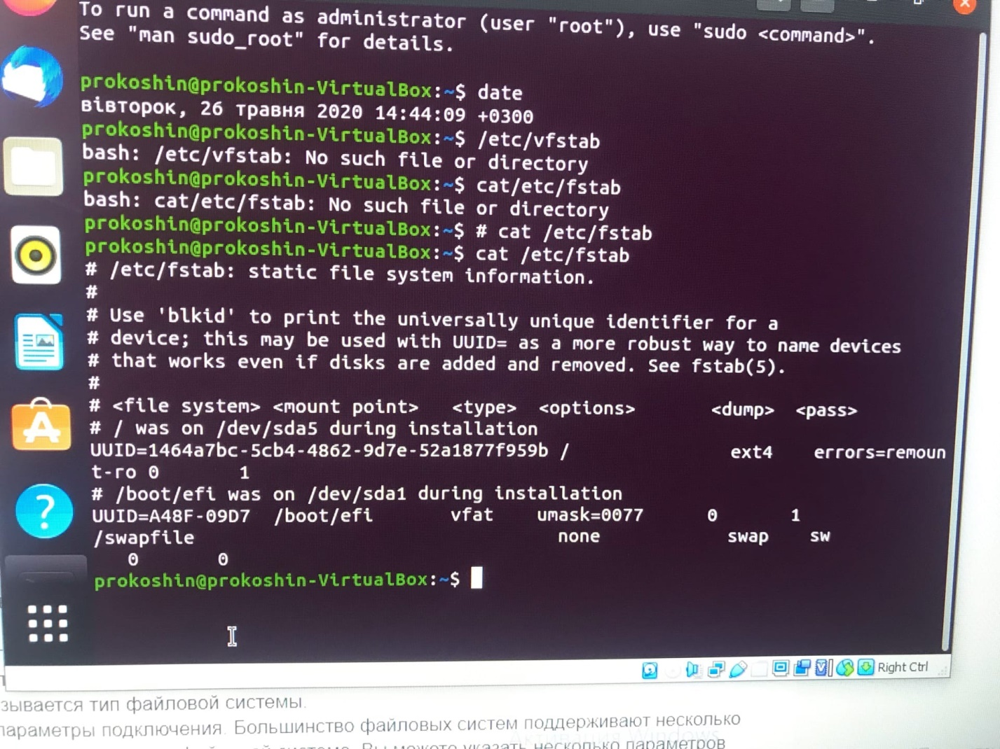 To run a command as administrator (user "root"), use "sudo <command>".
See "man sudo_root" for details.
prokoshin@prokoshin-VirtualBox:~$ date
вівторок, 26 травня 2020 14:44:09 +0300
prokoshin@prokoshin-VirtualBox:~$ /etc/vfstab
bash: /etc/vfstab: No such file or directory
prokoshin@prokoshin-VirtualBox:~$ cat/etc/fstab
bash: cat/etc/fstab: No such file or directory
prokoshin@prokoshin-VirtualBox:~$ # cat /etc/fstab
prokoshin@prokoshin-VirtualBox:~$ cat /etc/fstab
# /etc/fstab: static file system information.
#
# Use 'blkid' to print the universally unique identifier for a
# device; this may be used with UUID= as a more robust way to name devices
# that works even if disks are added and removed. See fstab(5).
#
# <file system> <mount point>   <type>  <options>       <dump>  <pass>
# / was on /dev/sda5 during installation
UUID=1464a7bc-5cb4-4862-9d7e-52a1877f959b /               ext4    errors=remoun
t-ro 0       1
# /boot/efi was on /dev/sda1 during installation
UUID=A48F-09D7  /boot/efi       vfat    umask=0077      0       1
/swapfile                                 none            swap    sw
   0       0
prokoshin@prokoshin-VirtualBox:~$
Right Ctrl
зывается тип файловой системы.
параметры подключения. Большинство файловых систем поддерживают несколько
Активация Windows
системе. Вы можете указать несколько параметров